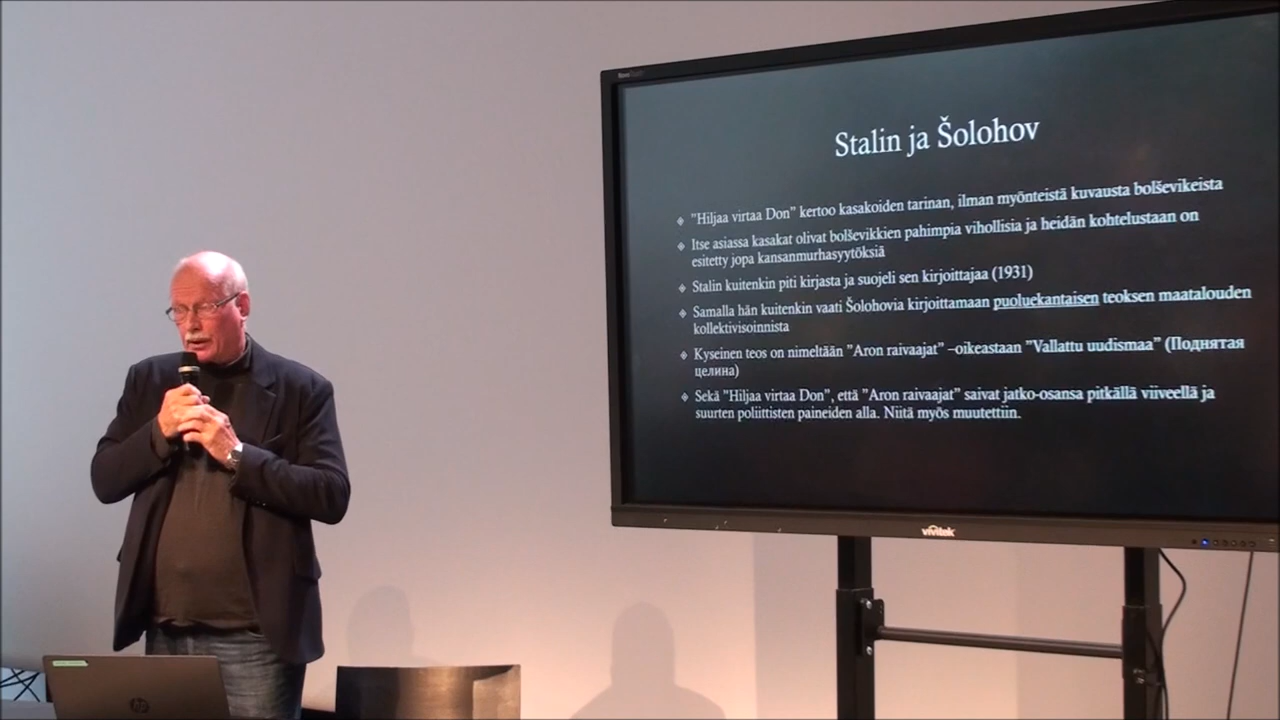 Stalin ja Šolohov
"Hiljaa virtaa Don" kertoo kasakoiden tarinan, ilman myönteistä kuvausta bolševikeista
Itse asiassa kasakat olivat bolševikkien pahimpia vihollisia ja heidän kohtelustaan on
esitetty jopa kansanmurhasyytöksiä
Stalin kuitenkin piti kirjasta ja suojeli sen kirjoittajaa (1931)
Samalla hän kuitenkin vaati Šolohovia kirjoittamaan puoluekantaisen teoksen maatalouden
kollektivisoinnista
Kyseinen teos on nimeltään "Aron raivaajat" –oikeastaan "Vallattu uudismaa" (Поднятая
целина)
Sekä "Hiljaa virtaa Don", että "Aron raivaajat" saivat jatko-osansa pitkällä viiveellä ja
suurten poliittisten paineiden alla. Niitä myös muutettiin.
vivitek
hp